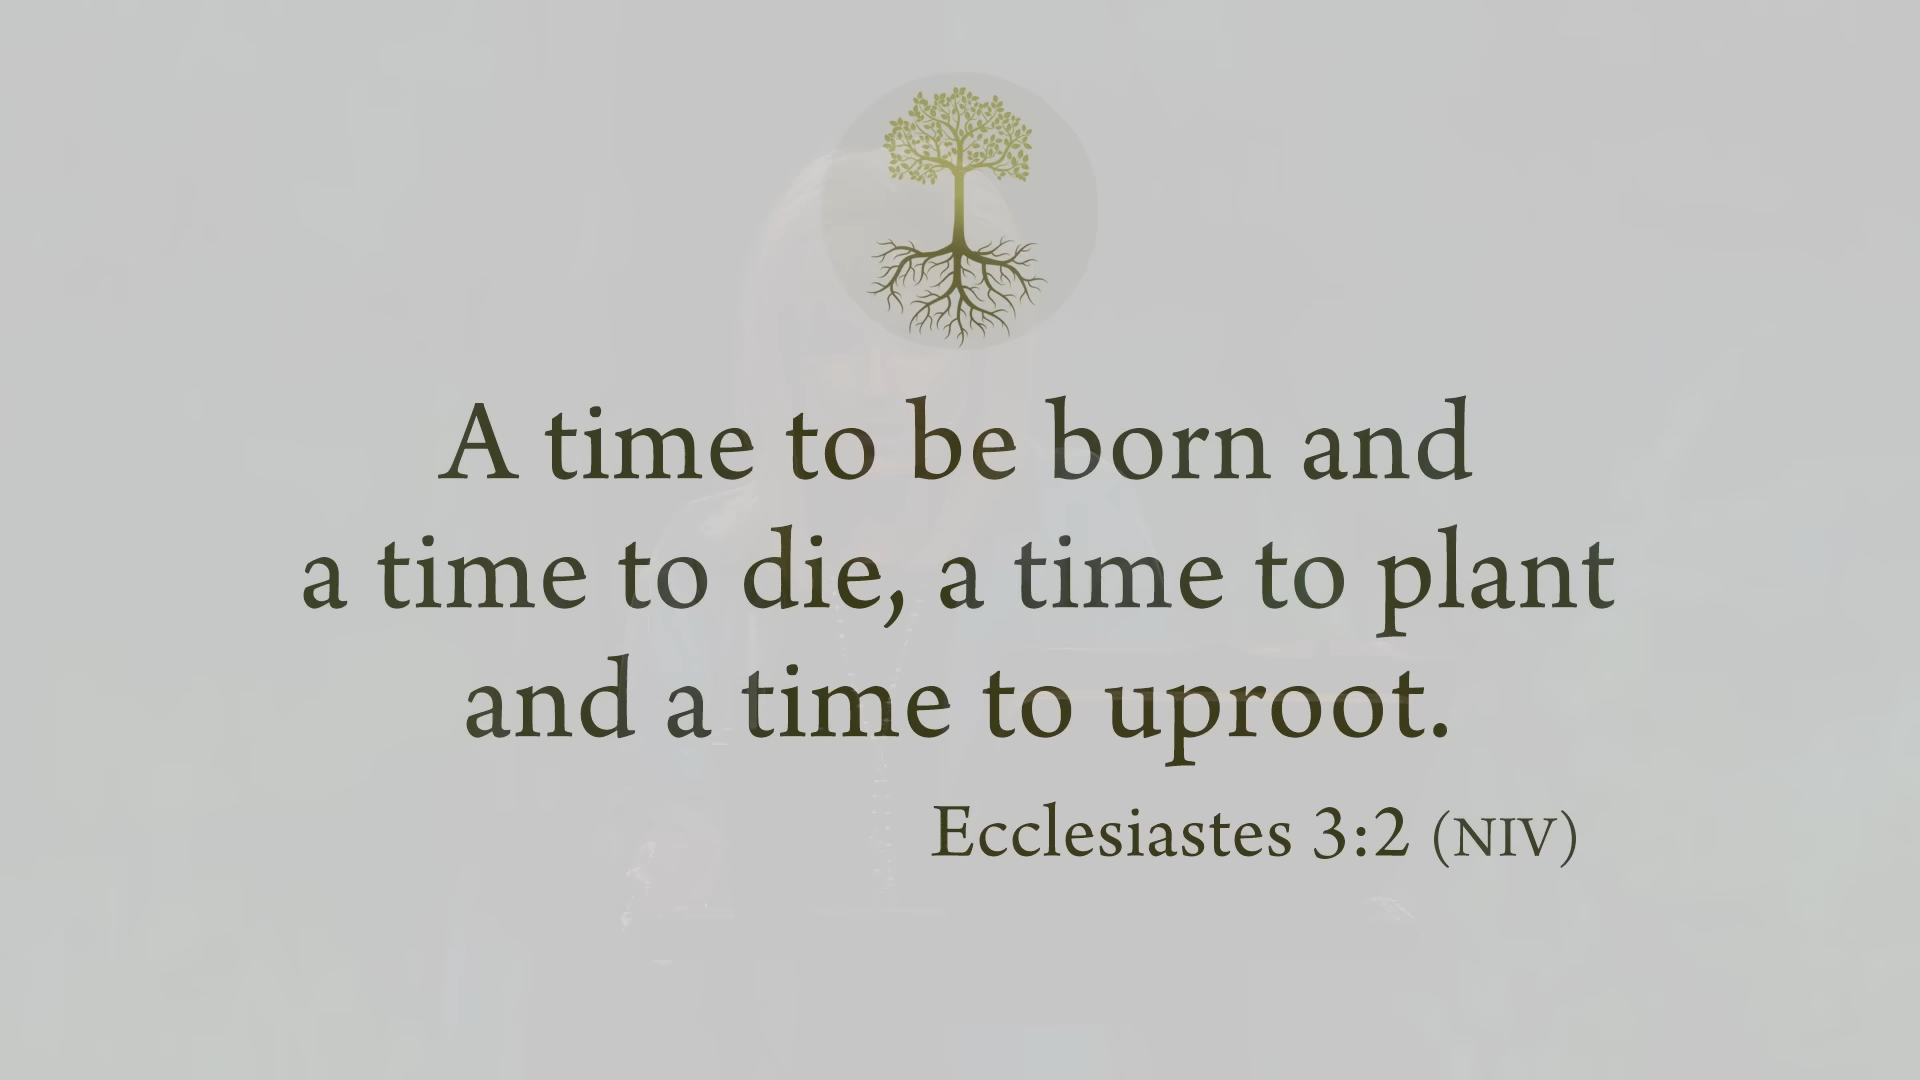 A time to be born and
a time to die, a time to plant
and a time to uproot.
Ecclesiastes 3:2 (NIV)